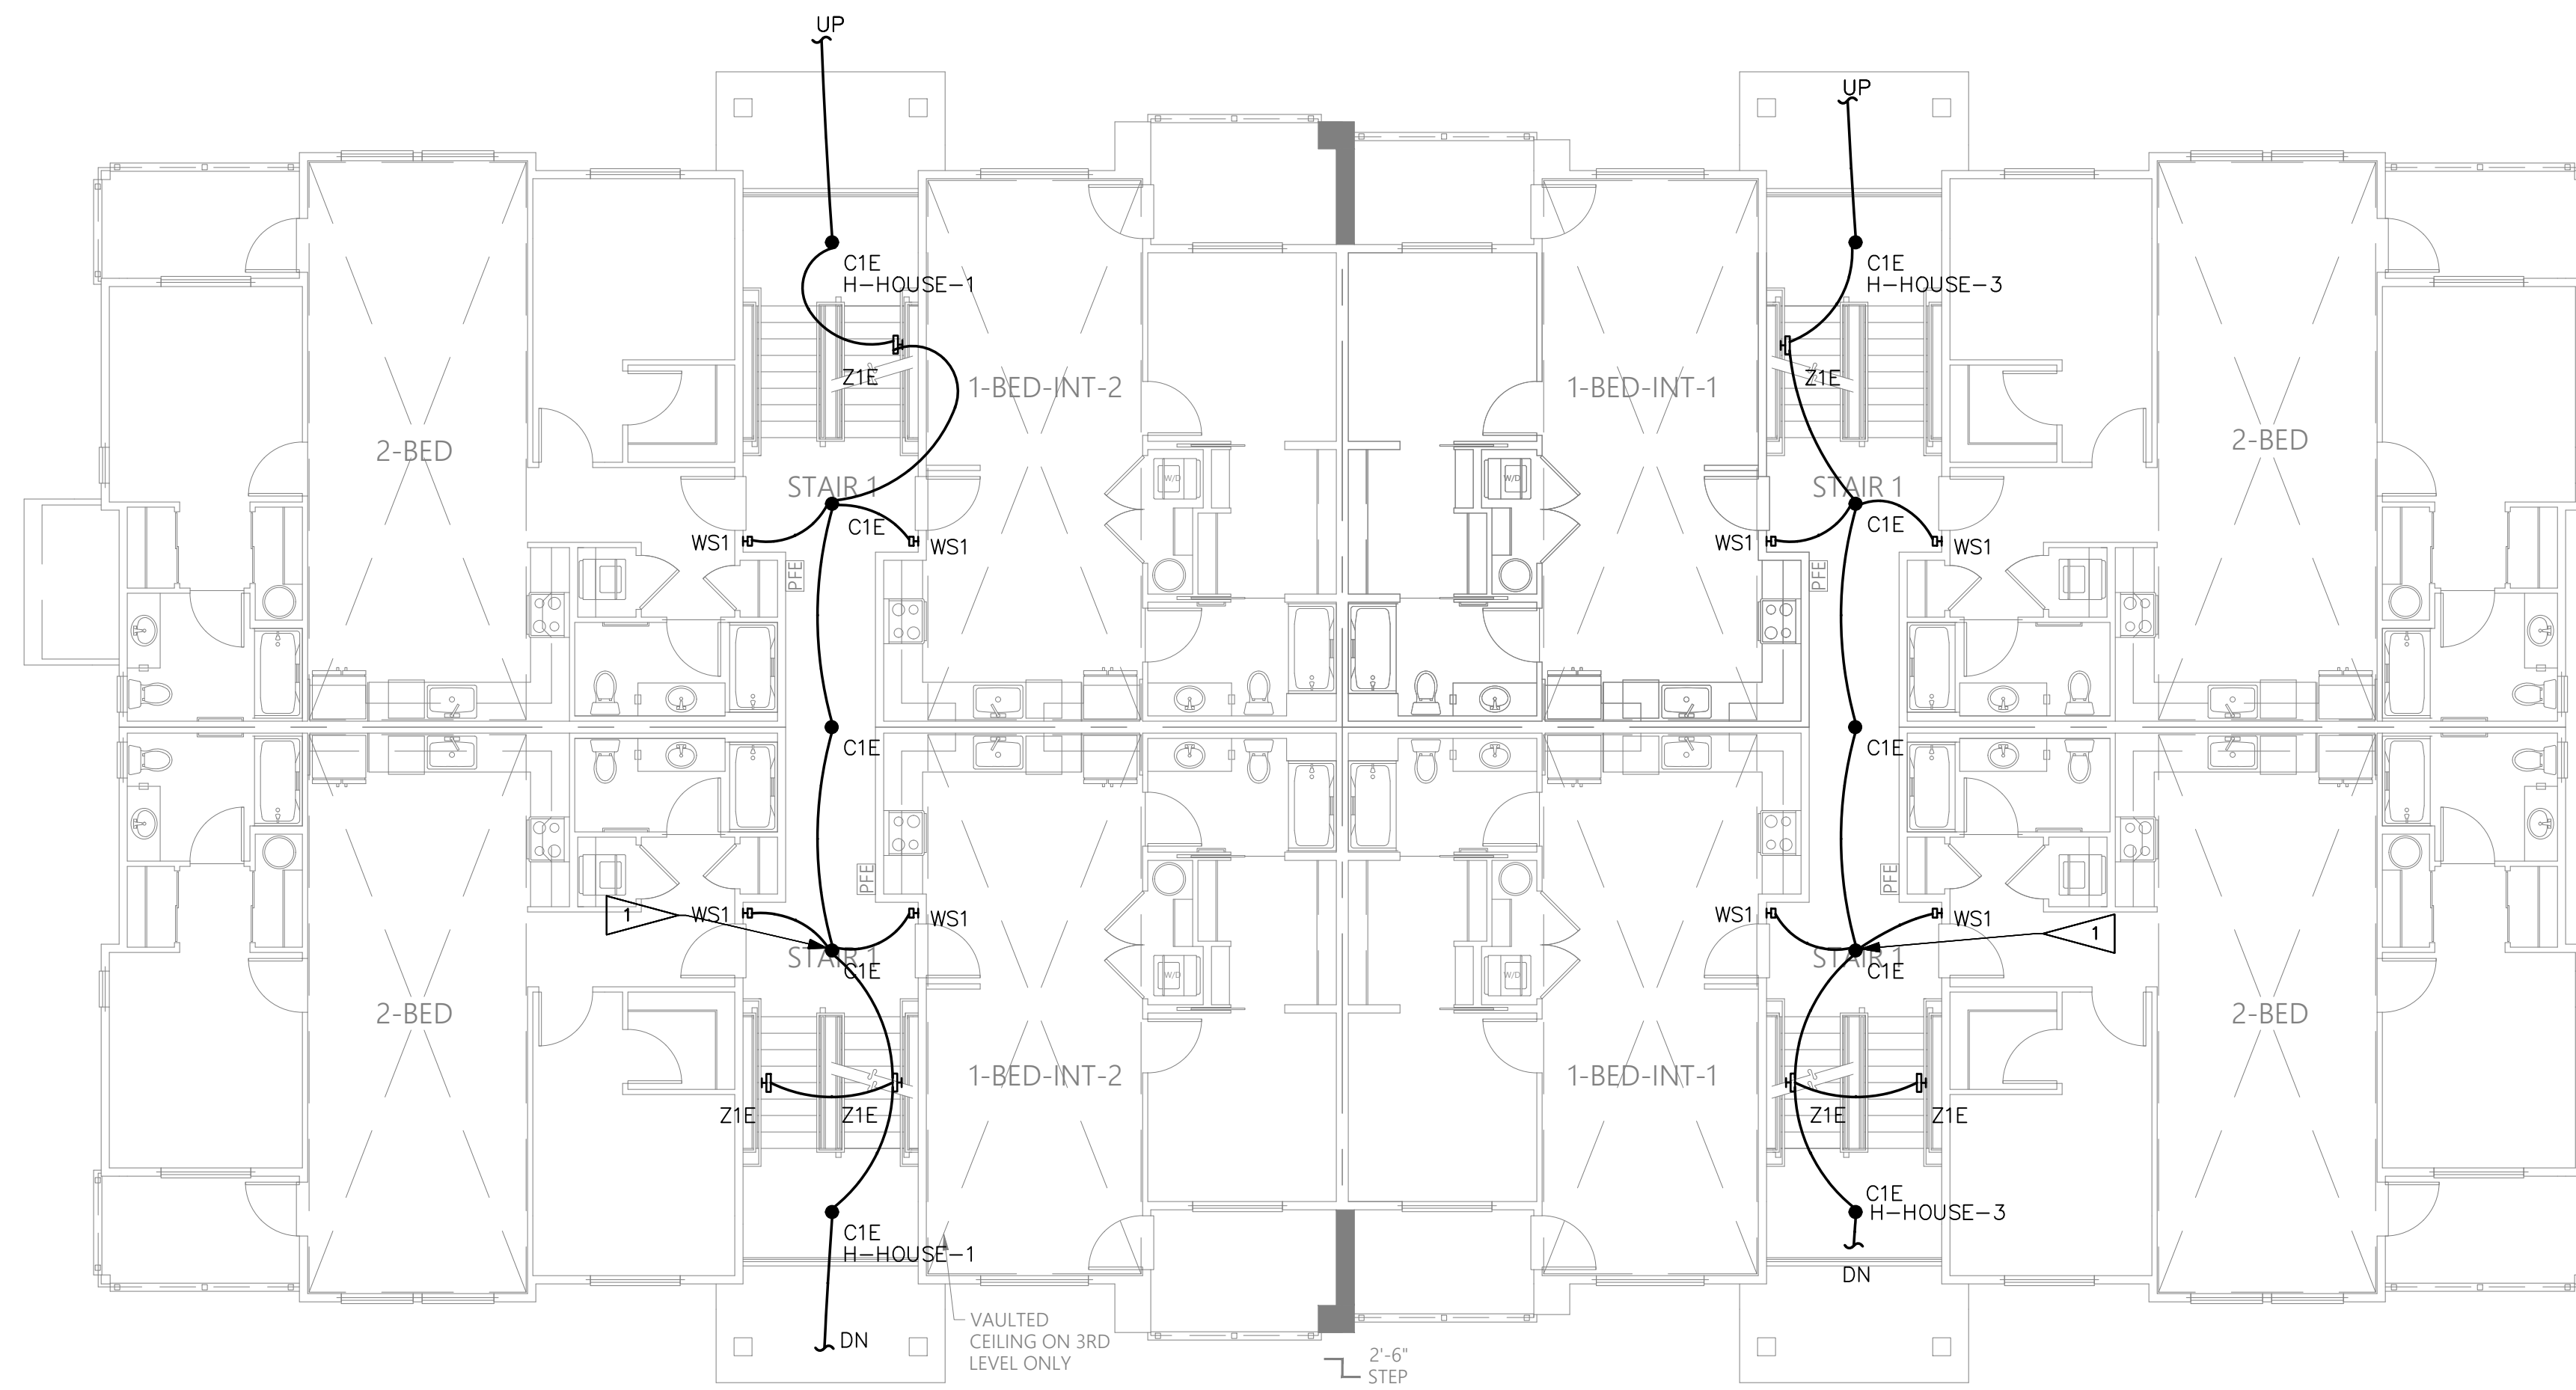 UP
UP
C1E
H-HOUSE-1
C1E
H-HOUSE-3
Z1E
Z1E
1-BED-INT-2
1-BED-INT-1
2-BED
2-BED
W/D
W/D
STAIR 1
STAIR 1
C1E
C1E
WS1
WS1
WS1
WS1
PFE
PFE
C1E
C1E
PFE
PFE
1
WS1
WS1
WS1
WS1
1
STAIR 1
STAIR 1
C1E
C1E
W/D
W/D
2-BED
2-BED
1-BED-INT-2
1-BED-INT-1
Z1E
Z1E
Z1E
Z1E
C1E
H-HOUSE-1
C1E
H-HOUSE-3
DN
DN
VAULTED
CEILING ON 3RD
LEVEL ONLY
2'-6"
STEP